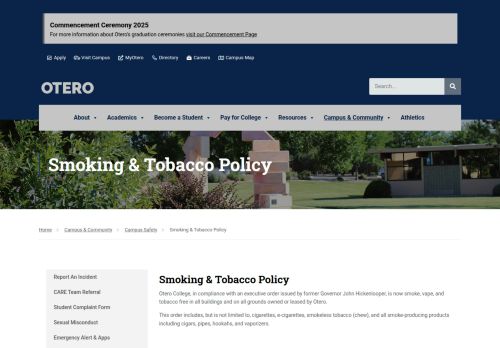 Commencement Ceremony 2025
For more information about Otero's graduation ceremonies visit our Commencement Page
Apply Visit Campus MyOtero Directory Careers Campus Map
OTERO
Search...
About Academics Become a Student Pay for College Resources Campus & Community Athletics
Smoking & Tobacco Policy
Home Campus & Community Campus Safety Smoking & Tobacco Policy
Report An Incident
CARE Team Referral
Student Complaint Form
Sexual Misconduct
Emergency Alert & Apps
Smoking & Tobacco Policy
Otero College, in compliance with an executive order issued by former Governor John Hickenlooper, is now smoke, vape, and
tobacco free in all buildings and on all grounds owned or leased by Otero.
This order includes, but is not limited to, cigarettes, e-cigarettes, smokeless tobacco (chew), and all smoke-producing products
including cigars, pipes, hookahs, and vaporizers.